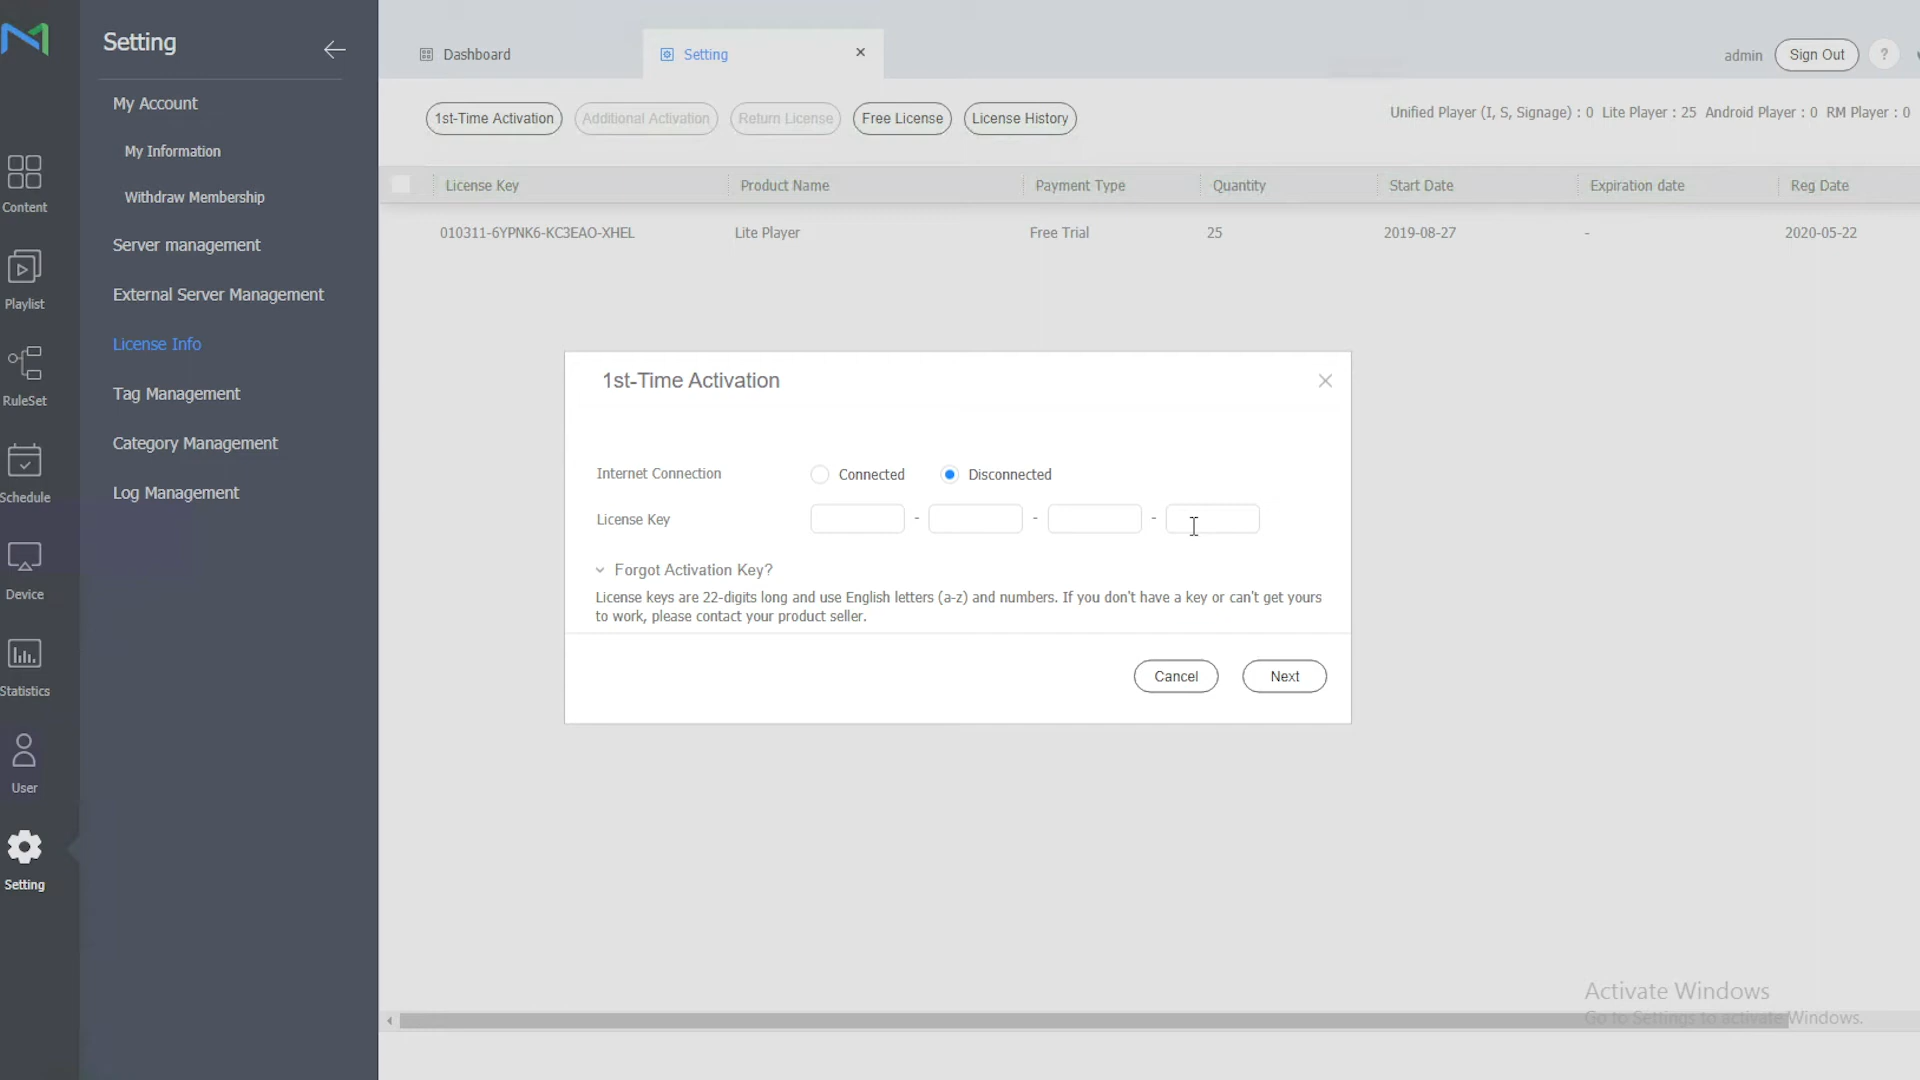 Setting
My Account
My Information
Withdraw Membership
Server management
External Server Management
License Info
Tag Management
Category Management
Log Management
Content
Playlist
RuleSet
Schedule
Device
Statistics
User
Setting
Dashboard
Setting
admin
Sign Out
?
1st-Time Activation Additional Activation Return License Free License License History
Unified Player (I, S, Signage) : 0 Lite Player : 25 Android Player : 0 RM Player : 0
License Key Product Name Payment Type Quantity Start Date Expiration date Reg Date
010311-6YPNK6-KC3EAO-XHEL Lite Player Free Trial 25 2019-08-27 - 2020-05-22
1st-Time Activation
Internet Connection Connected Disconnected
License Key - - -
Forgot Activation Key?
License keys are 22-digits long and use English letters (a-z) and numbers. If you don't have a key or can't get yours
to work, please contact your product seller.
Cancel Next
Activate Windows
Go to Settings to activate Windows.